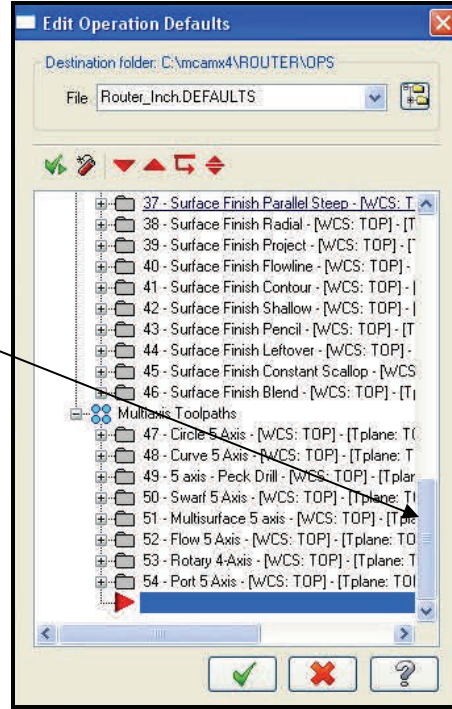 Edit Operation Defaults
Destination folder: C:\mcamx4\ROUTER\OPS
File Router_Inch.DEFAULTS
37 - Surface Finish Parallel Steep - [WCS: T
38 - Surface Finish Radial - [WCS: TOP] - [T
39 - Surface Finish Project - [WCS: TOP] - [
40 - Surface Finish Flowline - [WCS: TOP] -
41 - Surface Finish Contour - [WCS: TOP] - [
42 - Surface Finish Shallow - [WCS: TOP] -
43 - Surface Finish Pencil - [WCS: TOP] - [T
44 - Surface Finish Leftover - [WCS: TOP] -
45 - Surface Finish Constant Scallop - [WCS
46 - Surface Finish Blend - [WCS: TOP] - [T
Multiaxis Toolpaths
47 - Circle 5 Axis - [WCS: TOP] - [Tplane: TO
48 - Curve 5 Axis - [WCS: TOP] - [Tplane: T
49 - 5 axis - Peck Drill - [WCS: TOP] - [Tplan
50 - Swarf 5 Axis - [WCS: TOP] - [Tplane: TO
51 - Multisurface 5 axis - [WCS: TOP] - [Tpla
52 - Flow 5 Axis - [WCS: TOP] - [Tplane: TO
53 - Rotary 4-Axis - [WCS: TOP] - [Tplane: T
54 - Port 5 Axis - [WCS: TOP] - [Tplane: TO